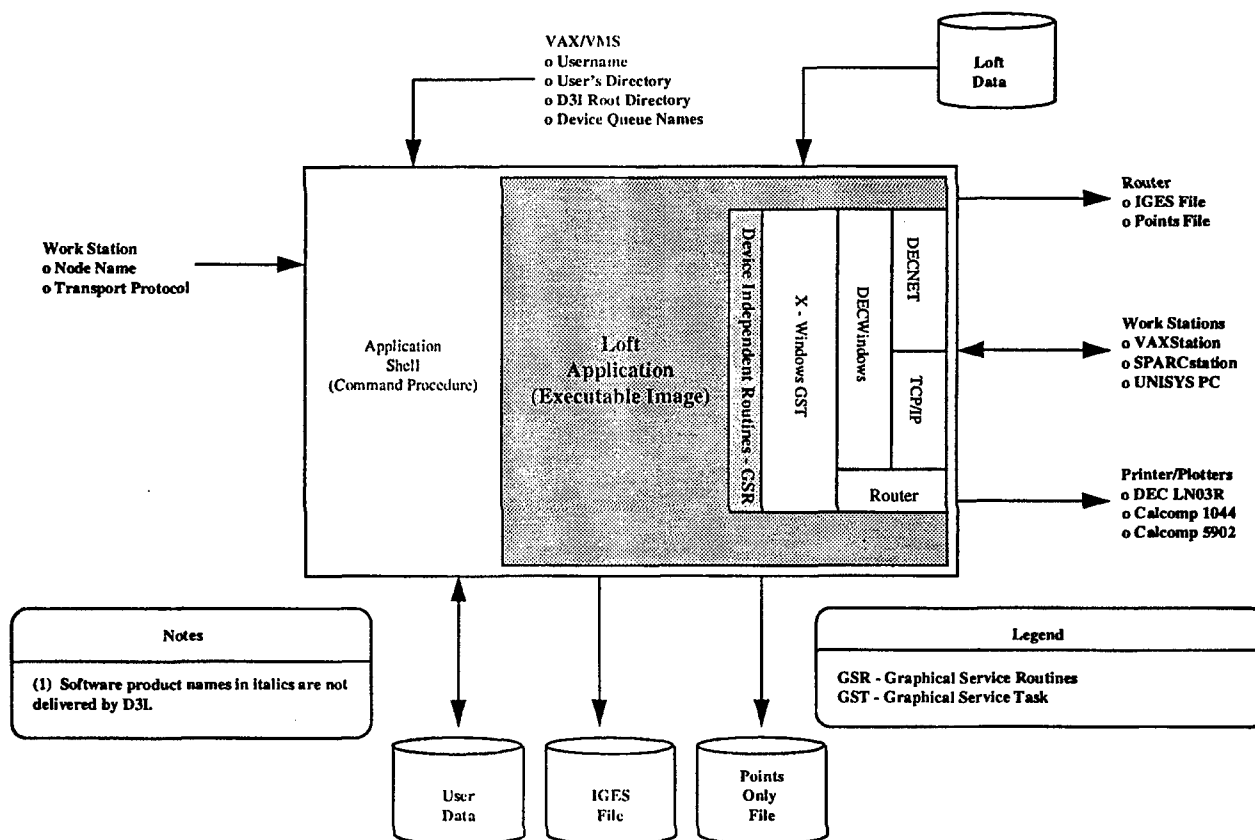 VAX/VMS
o Username
o User's Directory
o D3I Root Directory
o Device Queue Names
Loft
Data
Router
o IGES File
o Points File
Work Station
o Node Name
o Transport Protocol
Application
Shell
(Command Procedure)
Loft
Application
(Executable Image)
Device Independent Routines - GSR
X - Windows GST
DECWindows
DECNET
TCP/IP
Router
Work Stations
o VAXStation
o SPARCstation
o UNISYS PC
Printer/Plotters
o DEC LN03R
o Calcomp 1044
o Calcomp 5902
Notes
(1) Software product names in italics are not
delivered by D3L
Legend
GSR - Graphical Service Routines
GST - Graphical Service Task
User
Data
IGES
File
Points
Only
File